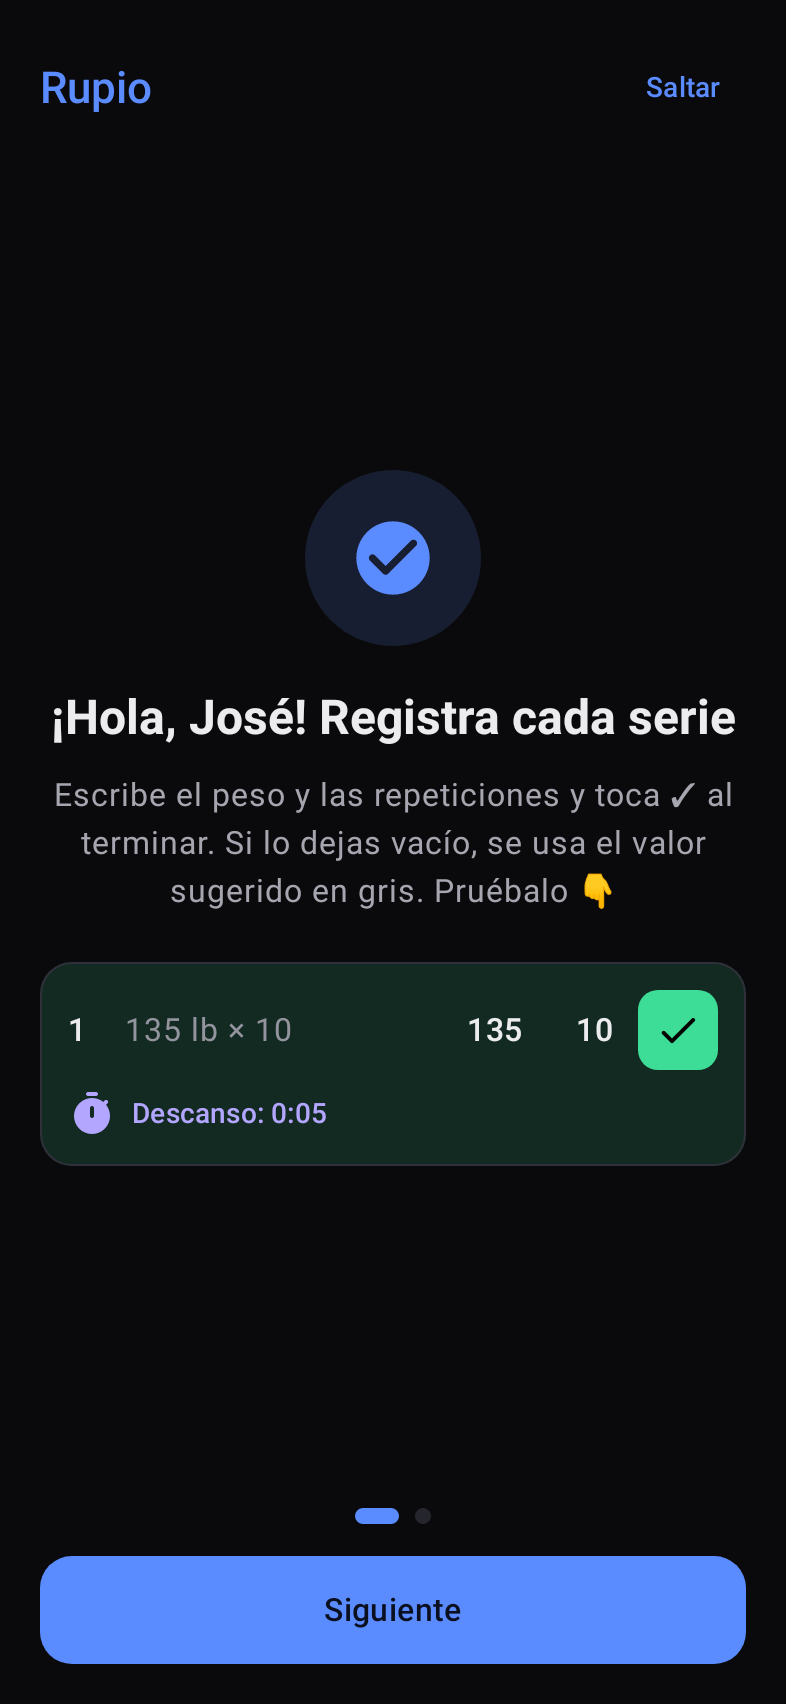 Rupio
Saltar
¡Hola, José! Registra cada serie
Escribe el peso y las repeticiones y toca ✓ al
terminar. Si lo dejas vacío, se usa el valor
sugerido en gris. Pruébalo 👇
1 135 lb × 10 135 10
Descanso: 0:05
Siguiente